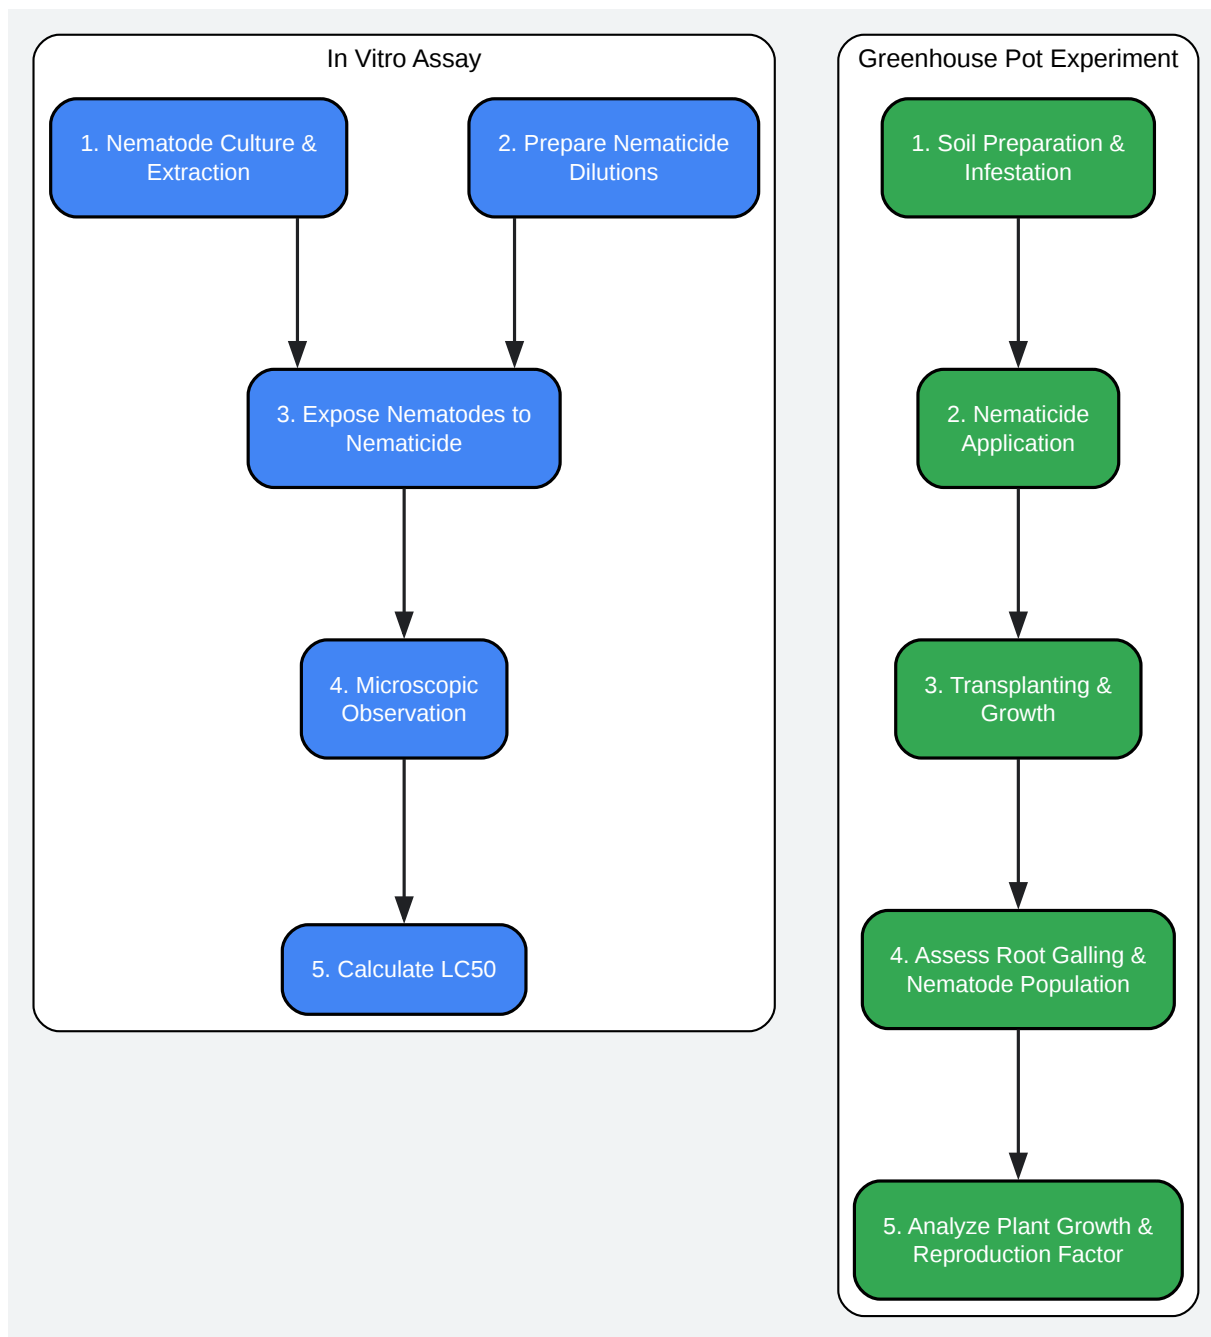 In Vitro Assay
1. Nematode Culture &
Extraction
2. Prepare Nematicide
Dilutions
3. Expose Nematodes to
Nematicide
4. Microscopic
Observation
5. Calculate LC50
Greenhouse Pot Experiment
1. Soil Preparation &
Infestation
2. Nematicide
Application
3. Transplanting &
Growth
4. Assess Root Galling &
Nematode Population
5. Analyze Plant Growth &
Reproduction Factor